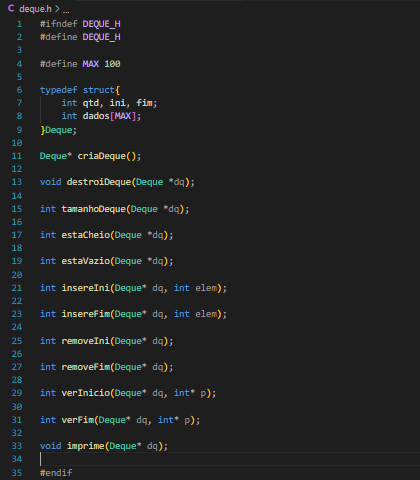 C deque.h > ...
1 #ifndef DEQUE_H
2 #define DEQUE_H
3
4 #define MAX 100
5
6 typedef struct{
7 int qtd, ini, fim;
8 int dados[MAX];
9 }Deque;
10
11 Deque* criaDeque();
12
13 void destroiDeque(Deque *dq);
14
15 int tamanhoDeque(Deque *dq);
16
17 int estaCheio(Deque *dq);
18
19 int estaVazio(Deque *dq);
20
21 int insereIni(Deque* dq, int elem);
22
23 int insereFim(Deque* dq, int elem);
24
25 int removeIni(Deque* dq);
26
27 int removeFim(Deque* dq);
28
29 int verInicio(Deque* dq, int* p);
30
31 int verFim(Deque* dq, int* p);
32
33 void imprime(Deque* dq);
34
35 #endif